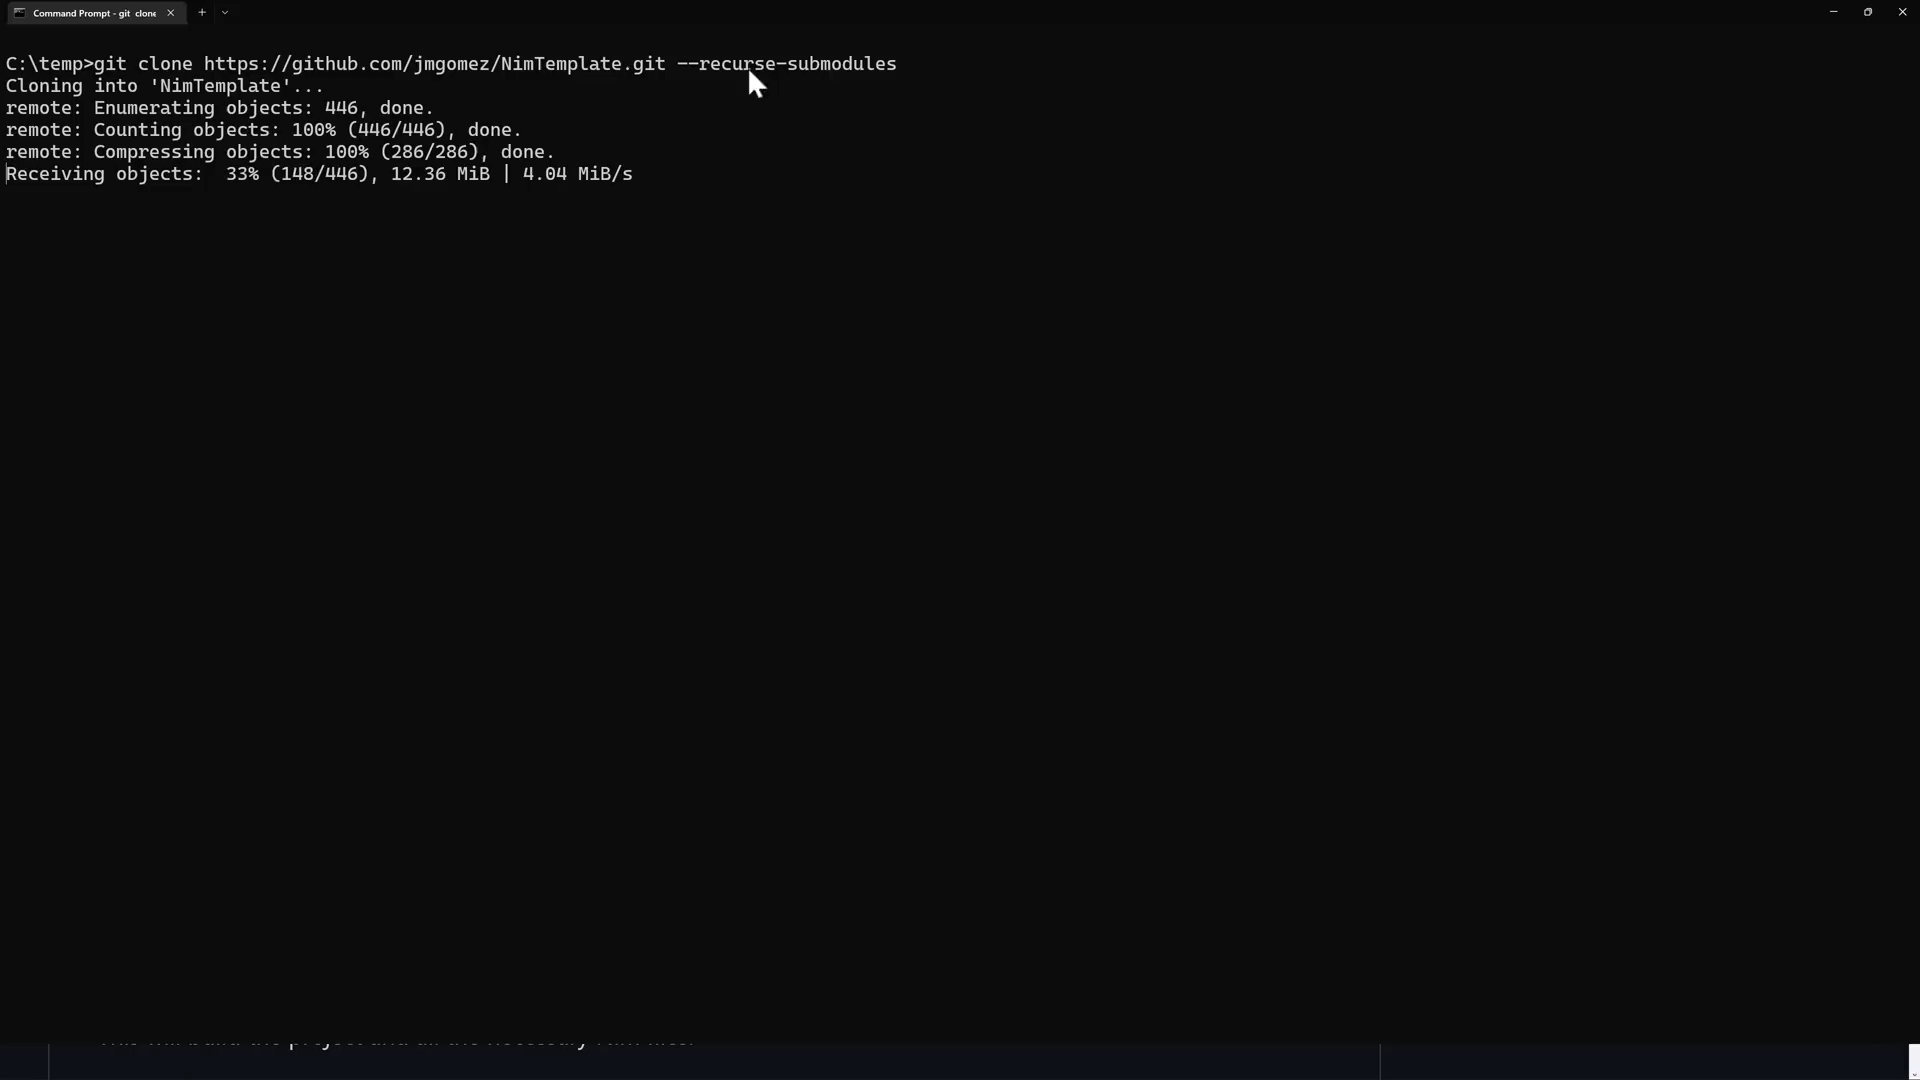 Command Prompt - git clone
C:\temp>git clone https://github.com/jmgomez/NimTemplate.git --recurse-submodules
Cloning into 'NimTemplate'...
remote: Enumerating objects: 446, done.
remote: Counting objects: 100% (446/446), done.
remote: Compressing objects: 100% (286/286), done.
Receiving objects:  33% (148/446), 12.36 MiB | 4.04 MiB/s